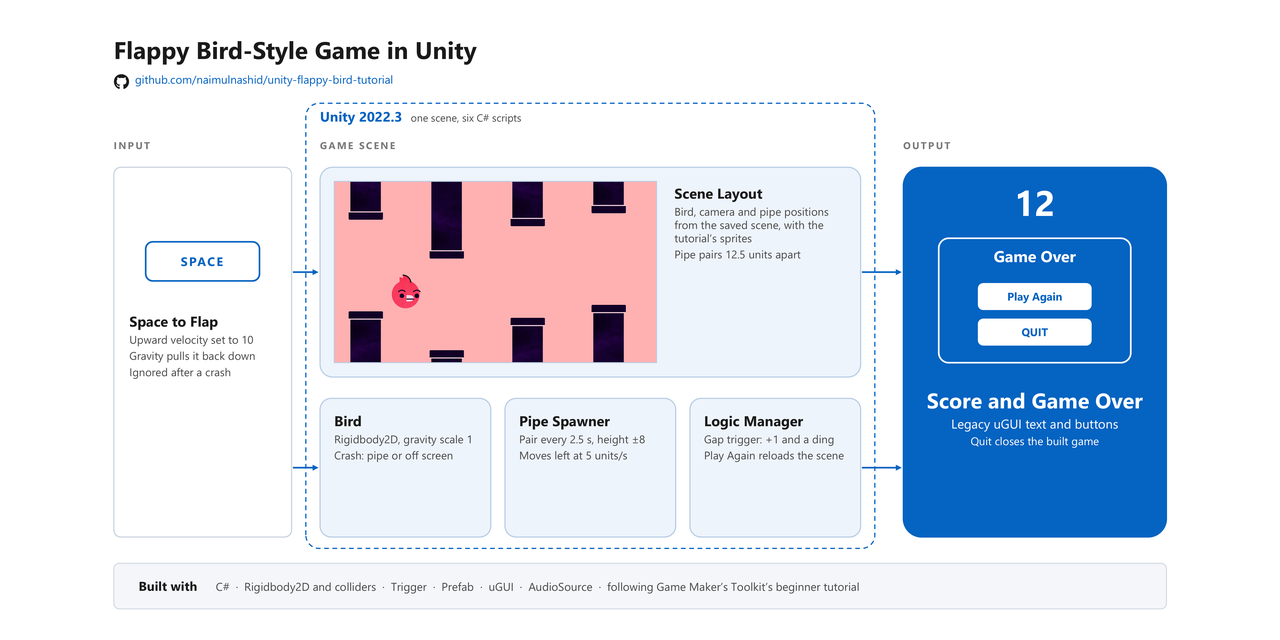 Flappy Bird-Style Game in Unity
github.com/naimulnashid/unity-flappy-bird-tutorial
Unity 2022.3 one scene, six C# scripts
INPUT
GAME SCENE
OUTPUT
SPACE
Space to Flap
Upward velocity set to 10
Gravity pulls it back down
Ignored after a crash
Scene Layout
Bird, camera and pipe positions
from the saved scene, with the
tutorial's sprites
Pipe pairs 12.5 units apart
Bird
Rigidbody2D, gravity scale 1
Crash: pipe or off screen
Pipe Spawner
Pair every 2.5 s, height ±8
Moves left at 5 units/s
Logic Manager
Gap trigger: +1 and a ding
Play Again reloads the scene
12
Game Over
Play Again
QUIT
Score and Game Over
Legacy uGUI text and buttons
Quit closes the built game
Built with C# · Rigidbody2D and colliders · Trigger · Prefab · uGUI · AudioSource · following Game Maker's Toolkit's beginner tutorial